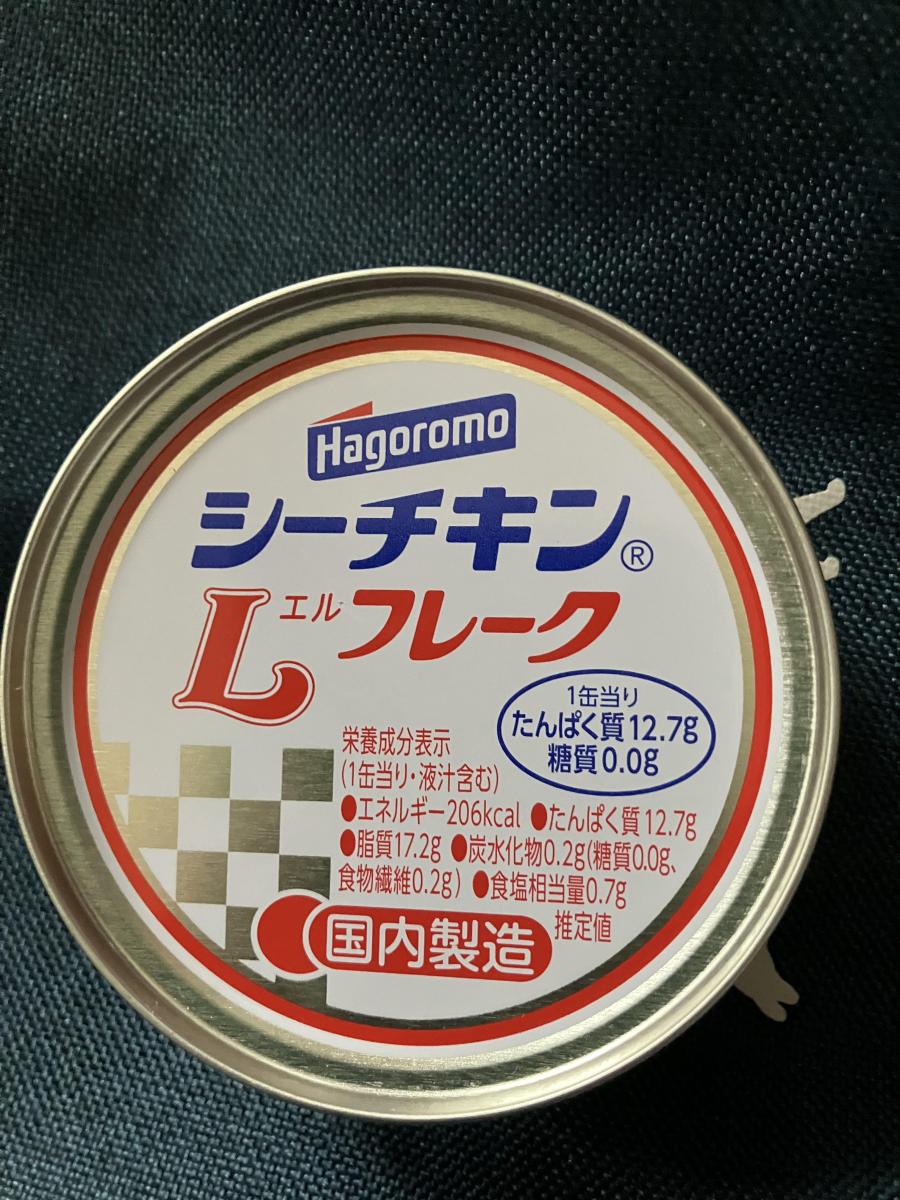 Hagoromo
シーチキン®
L エル フレーク
1缶当り
たんぱく質12.7g
糖質0.0g
栄養成分表示
(1缶当り・液汁含む)
●エネルギー206kcal ●たんぱく質12.7g
●脂質17.2g ●炭水化物0.2g(糖質0.0g、
食物繊維0.2g) ●食塩相当量0.7g
推定値
国内製造